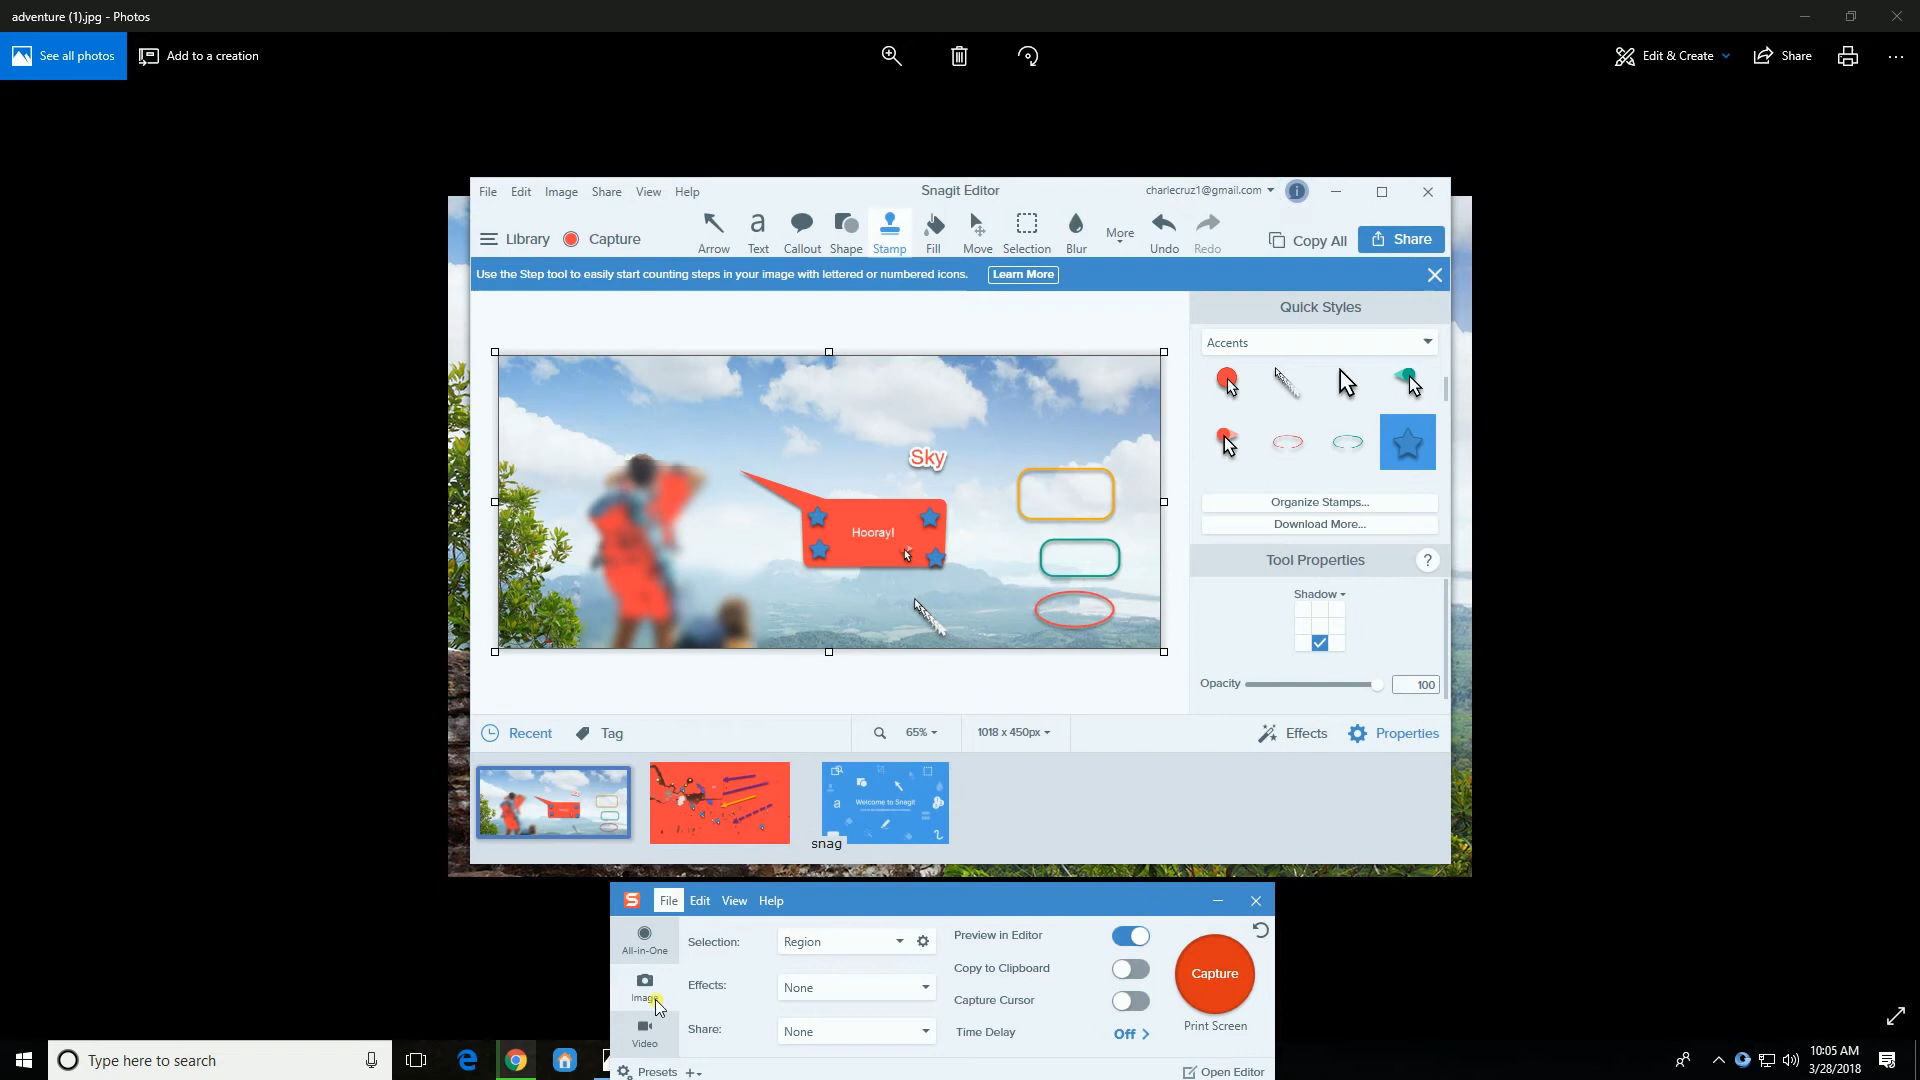 adventure (1).jpg - Photos
See all photos
Add to a creation
Edit & Create
Share
File Edit Image Share View Help
Snagit Editor
charlecruz1@gmail.com
Library
Capture
Arrow
Text
Callout
Shape
Stamp
Fill
Move
Selection
Blur
More
Undo
Redo
Copy All
Share
Use the Step tool to easily start counting steps in your image with lettered or numbered icons.
Learn More
Quick Styles
Accents
Sky
Hooray!
Organize Stamps...
Download More...
Tool Properties
?
Shadow
Opacity
100
Recent
Tag
65%
1018 x 450px
Effects
Properties
a
Welcome to Snagit
snag
S
File Edit View Help
All-in-One
Image
Video
Selection:
Region
Effects:
None
Share:
None
Preview in Editor
Copy to Clipboard
Capture Cursor
Time Delay
Off
Capture
Print Screen
Presets
Open Editor
Type here to search
10:05 AM
3/28/2018